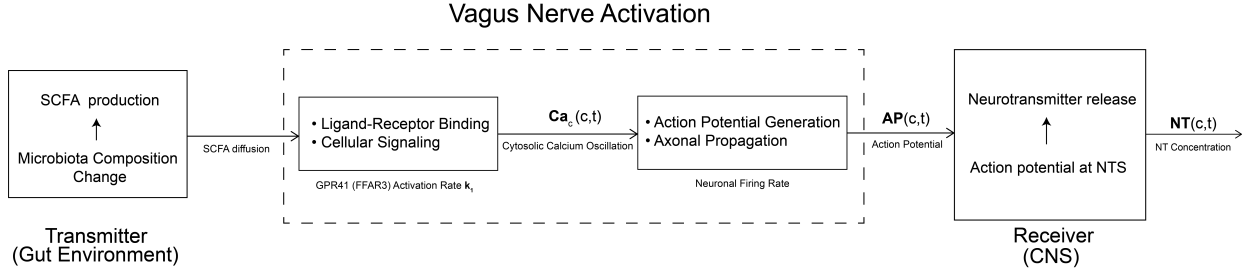 Vagus Nerve Activation
SCFA production
Microbiota Composition
Change
Transmitter
(Gut Environment)
SCFA diffusion
• Ligand-Receptor Binding
• Cellular Signaling
GPR41 (FFAR3) Activation Rate k₁
Ca꜀ (c,t)
Cytosolic Calcium Oscillation
• Action Potential Generation
• Axonal Propagation
Neuronal Firing Rate
AP(c,t)
Action Potential
Neurotransmitter release
Action potential at NTS
Receiver
(CNS)
NT(c,t)
NT Concentration